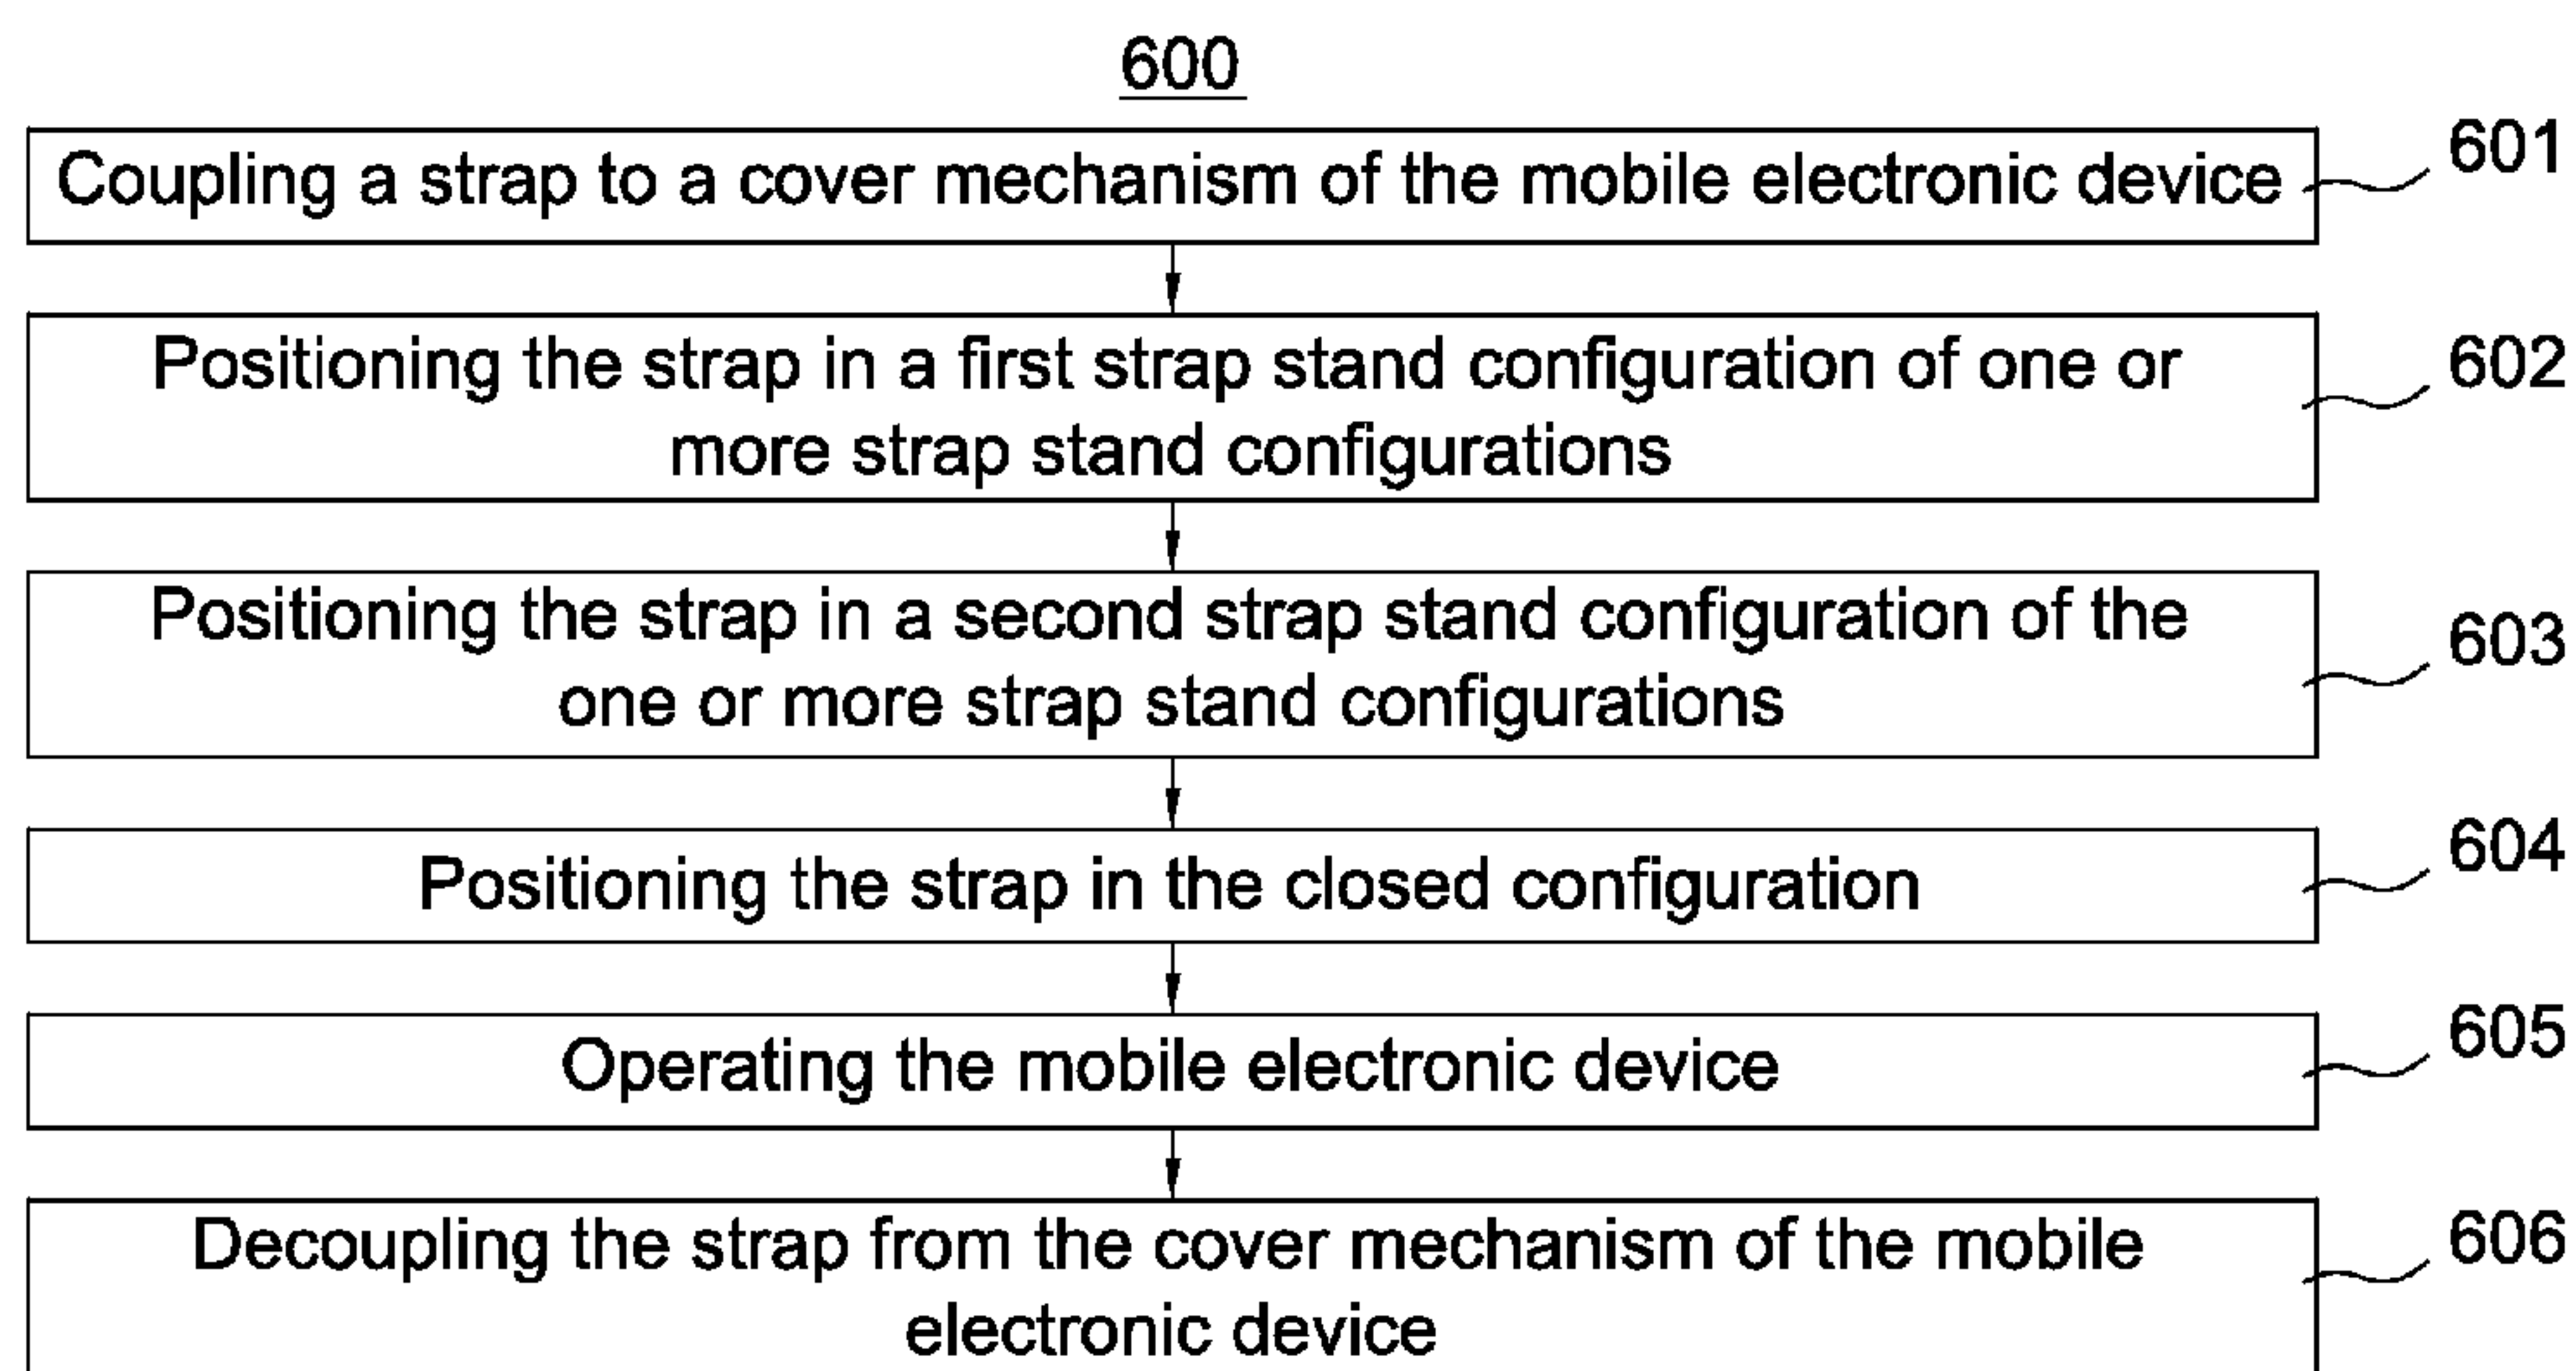 600
Coupling a strap to a cover mechanism of the mobile electronic device
601
Positioning the strap in a first strap stand configuration of one or
more strap stand configurations
602
Positioning the strap in a second strap stand configuration of the
one or more strap stand configurations
603
Positioning the strap in the closed configuration
604
Operating the mobile electronic device
605
Decoupling the strap from the cover mechanism of the mobile
electronic device
606